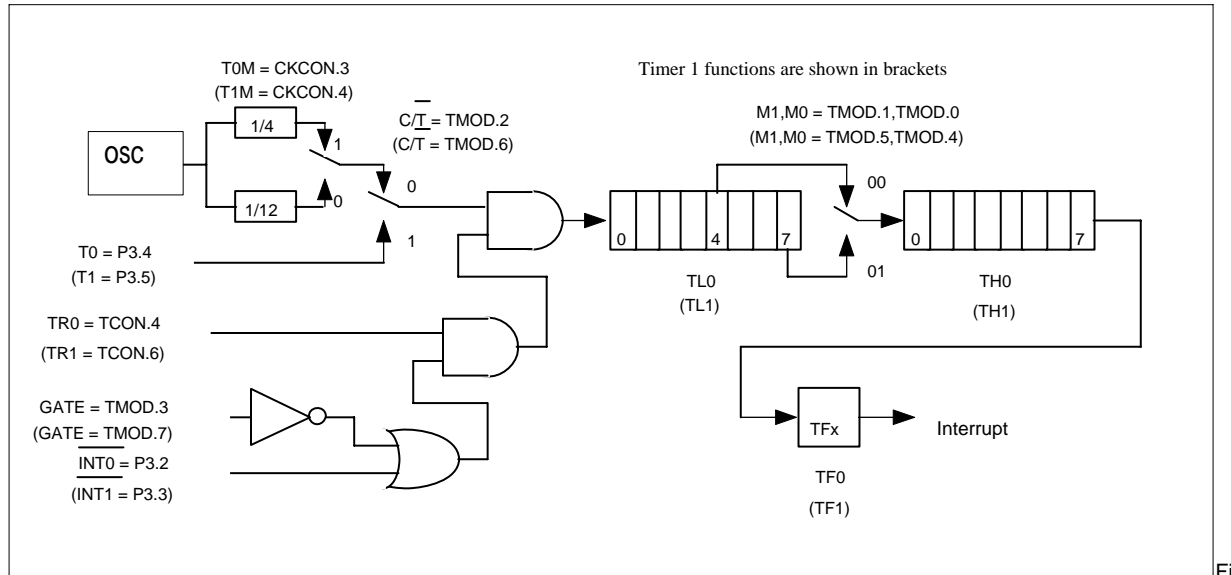 T0M = CKCON.3
(T1M = CKCON.4)
Timer 1 functions are shown in brackets
1/4
OSC
1
C/T = TMOD.2
(C/T = TMOD.6)
M1,M0 = TMOD.1,TMOD.0
(M1,M0 = TMOD.5,TMOD.4)
0
00
1/12
0
0
4
7
0
7
1
01
T0 = P3.4
(T1 = P3.5)
TL0
(TL1)
TH0
(TH1)
TR0 = TCON.4
(TR1 = TCON.6)
GATE = TMOD.3
(GATE = TMOD.7)
INT0 = P3.2
(INT1 = P3.3)
TFx
Interrupt
TF0
(TF1)